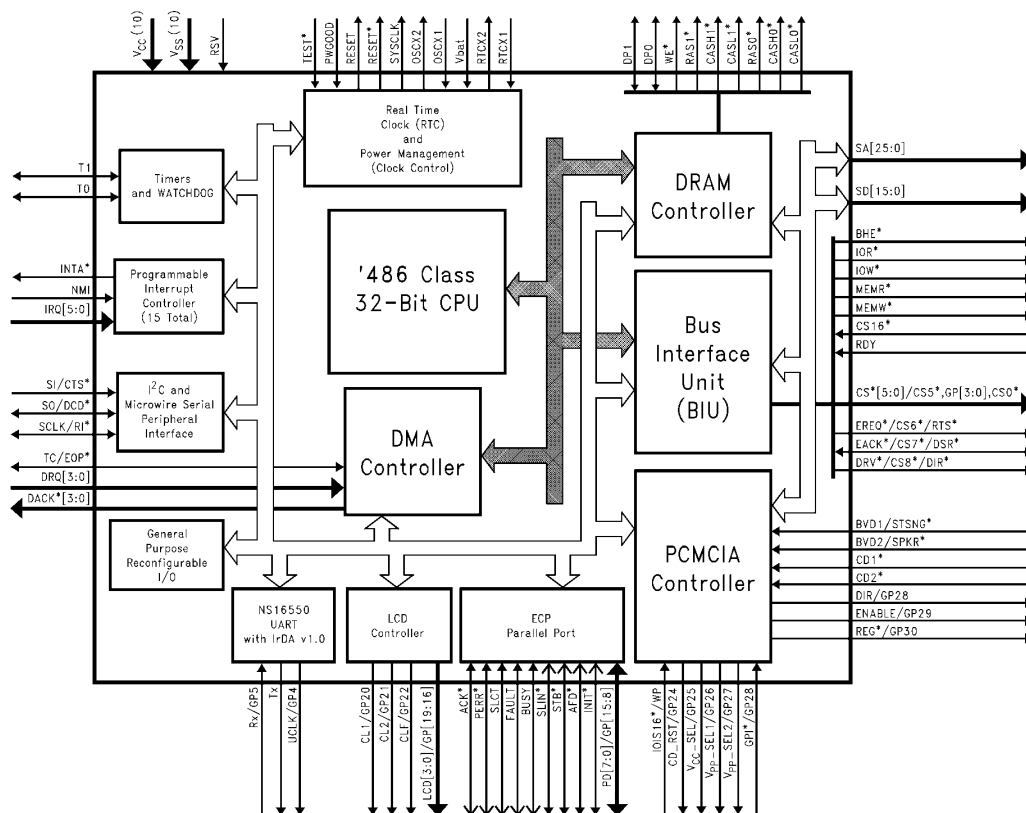 VCC (10)
VSS (10)
RSV
TEST*
PWGOOD
RESET
RESET*
SYSCLK
OSCX2
OSCX1
Vbat
RTCX2
RTCX1
DP1
DP0
WE*
RAS1*
CASH1*
CASL1*
RAS0*
CASH0*
CASL0*
Real Time
Clock (RTC)
and
Power Management
(Clock Control)
T1
T0
Timers
and WATCHDOG
DRAM
Controller
SA[25:0]
SD[15:0]
INTA*
NMI
IRQ[5:0]
Programmable
Interrupt
Controller
(15 Total)
'486 Class
32-Bit CPU
Bus
Interface
Unit
(BIU)
BHE*
IOR*
IOW*
MEMR*
MEMW*
CS16*
RDY
CS*[5:0]/CS5*,GP[3:0],CS0*
EREQ*/CS6*/RTS*
EACK*/CS7*/DSR*
DRV*/CS8*/DIR*
SI/CTS*
SO/DCD*
SCLK/RI*
I2C and
Microwire Serial
Peripheral
Interface
TC/EOP*
DRQ[3:0]
DACK*[3:0]
DMA
Controller
General
Purpose
Reconfigurable
I/O
PCMCIA
Controller
BVD1/STSNG*
BVD2/SPKR*
CD1*
CD2*
DIR/GP28
ENABLE/GP29
REG*/GP30
NS16550
UART
with IrDA v1.0
LCD
Controller
ECP
Parallel Port
Rx/GP5
Tx
UCLK/GP4
CL1/GP20
CL2/GP21
CLF/GP22
LCD[3:0]/GP[19:16]
ACK*
PERR*
SLCT
FAULT
BUSY
SLIN*
STB*
AFD*
INIT*
PD[7:0]/GP[15:8]
IOIS16*/WP
CD_RST/GP24
VCC-SEL/GP25
VPP-SEL1/GP26
VPP-SEL2/GP27
GPI*/GP28